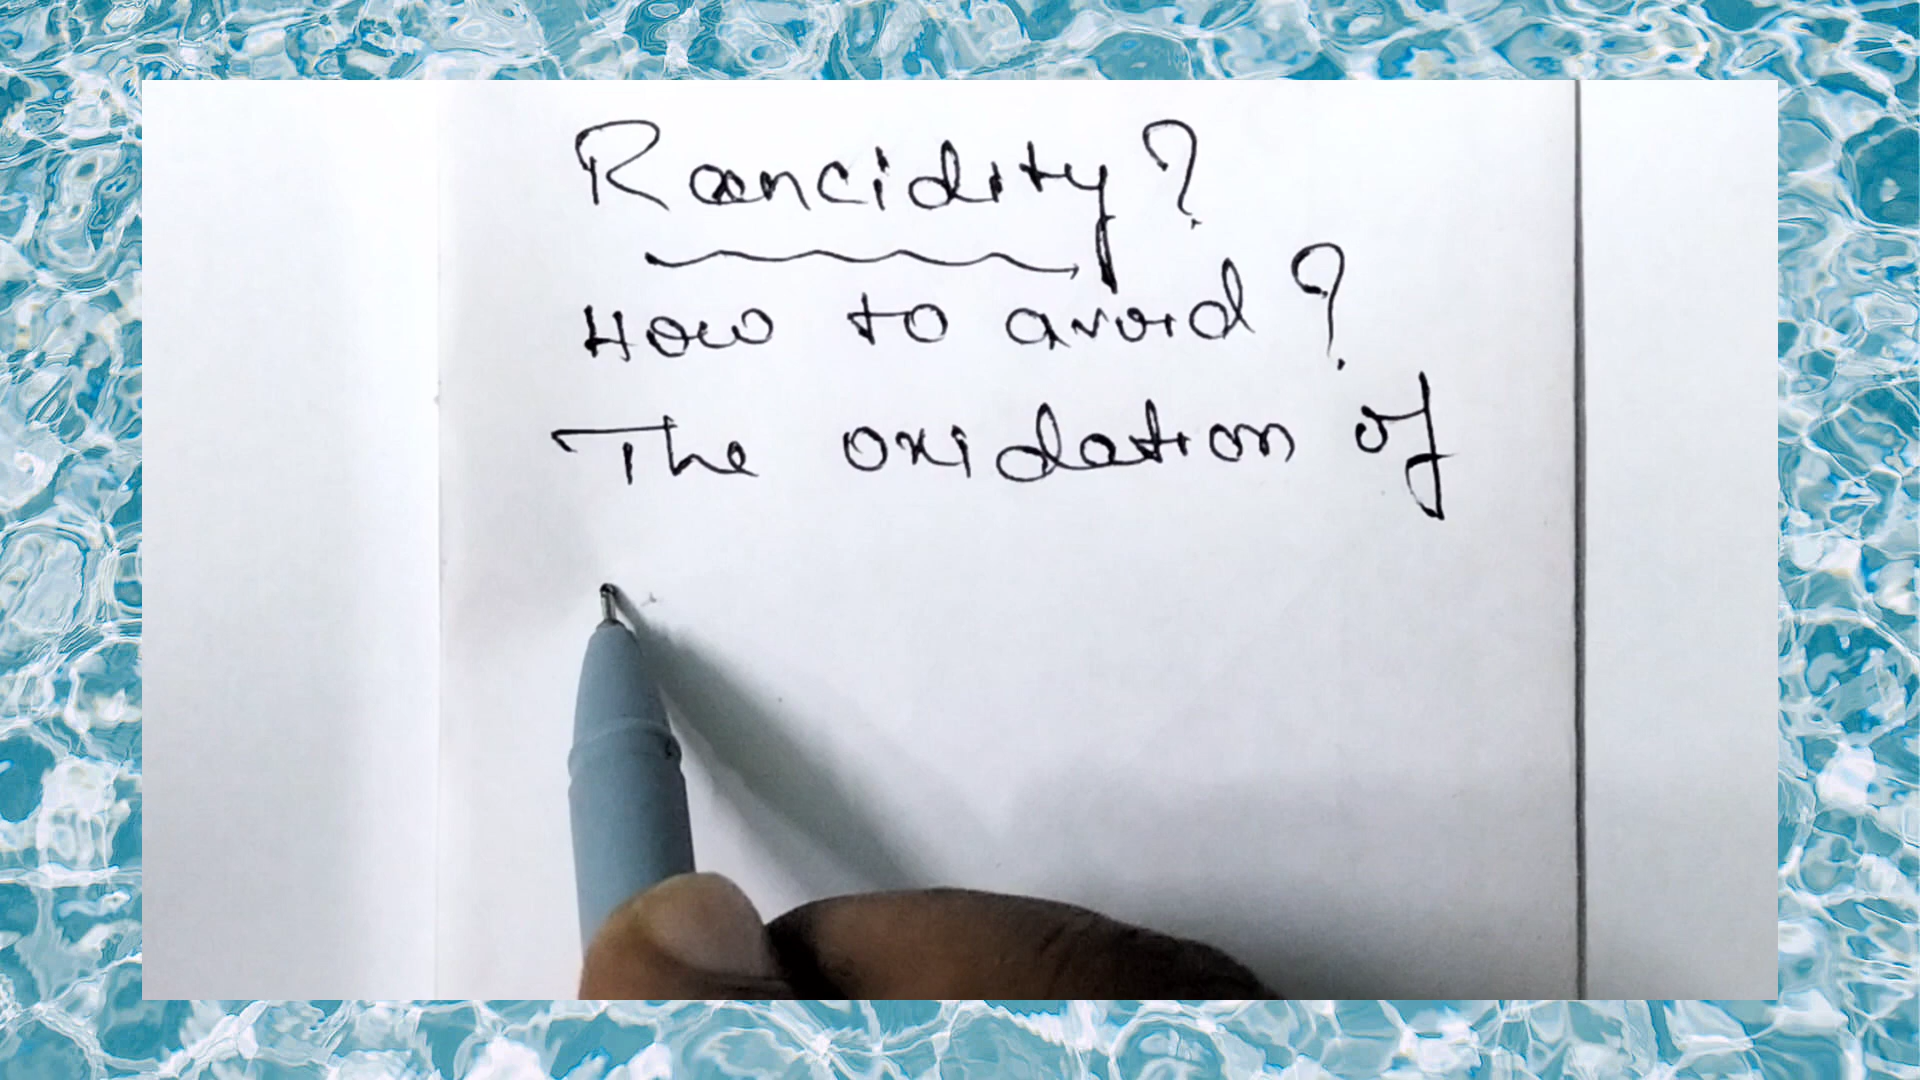 Rancidity?
How to avoid?
The oxidation of